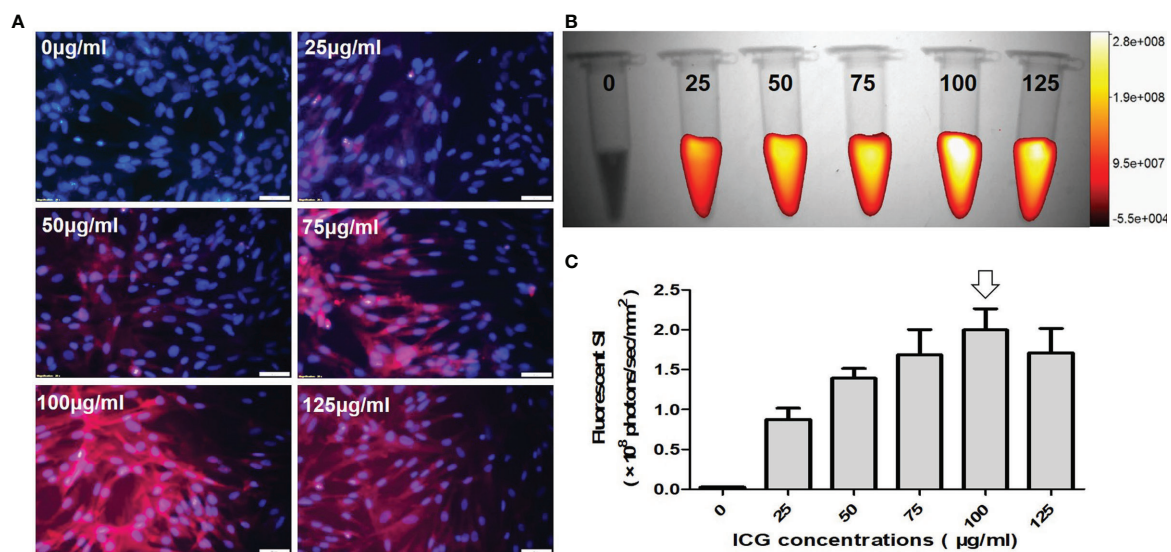 A
0µg/ml
25µg/ml
50µg/ml
75µg/ml
100µg/ml
125µg/ml
B
0 25 50 75 100 125
2.8e+008
1.9e+008
9.5e+007
-5.5e+004
C
Fluorescent SI
( × 10⁸ photons/sec/mm²)
2.5
2.0
1.5
1.0
0.5
0.0
0 25 50 75 100 125
ICG concentrations ( µg/ml)